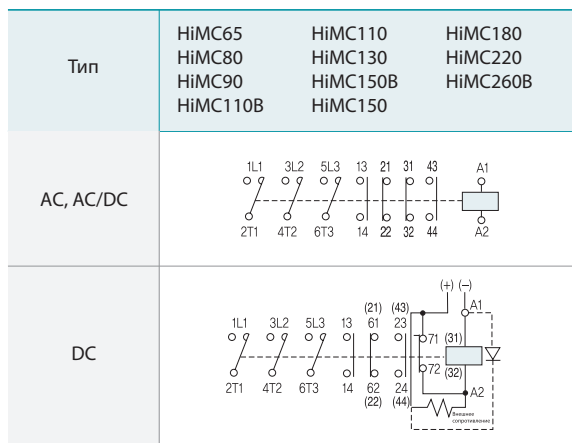 Тип
HiMC65 HiMC110 HiMC180
HiMC80 HiMC130 HiMC220
HiMC90 HiMC150B HiMC260B
HiMC110B HiMC150
AC, AC/DC
1L1 3L2 5L3 13 21 31 43 A1
2T1 4T2 6T3 14 22 32 44 A2
DC
(+) (-)
A1
(21) (43)
1L1 3L2 5L3 13 61 23
71 (31)
72 (32)
2T1 4T2 6T3 14 62 24 A2
(22) (44)
Внешнее
сопротивление